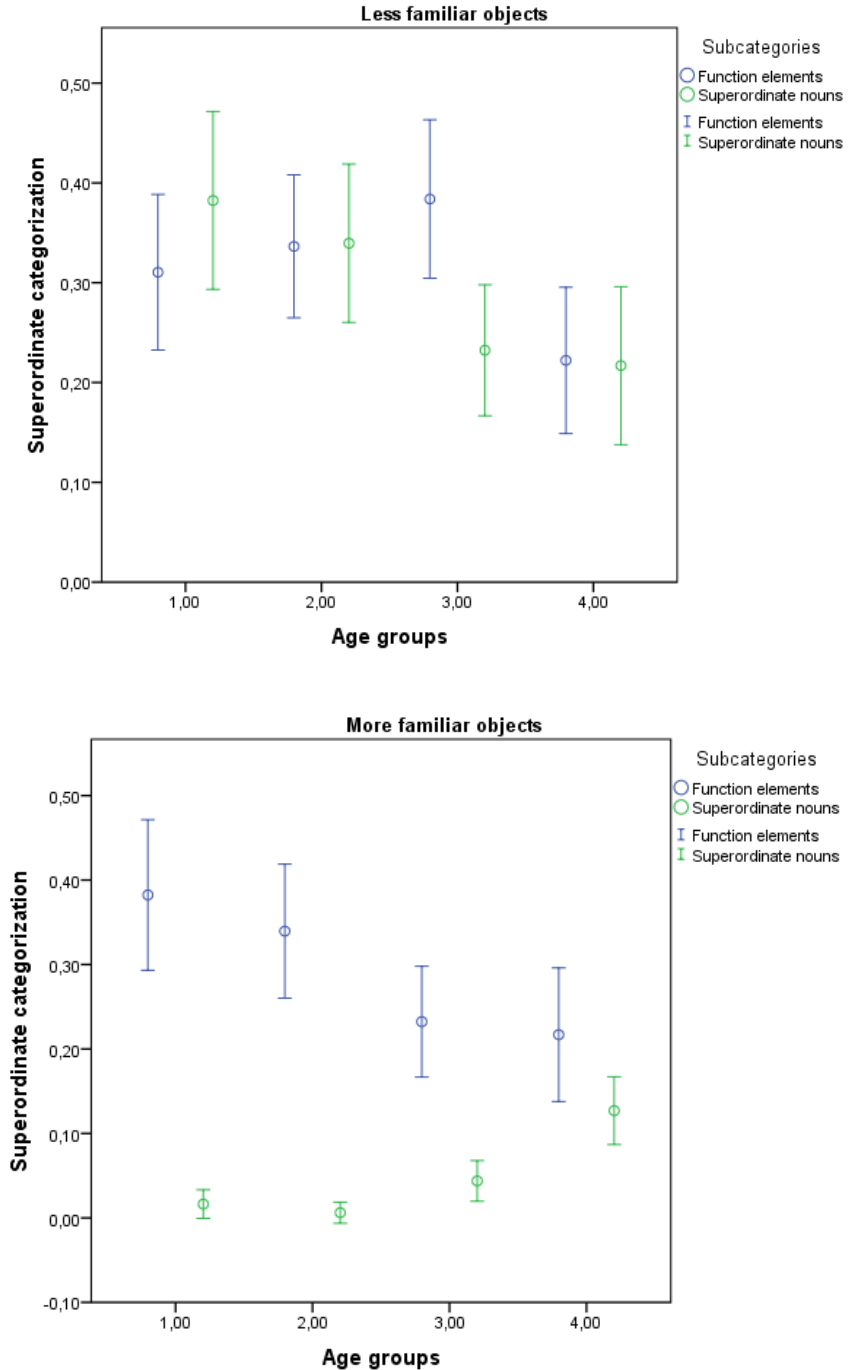 Less familiar objects
Subcategories
Function elements
Superordinate nouns
Function elements
Superordinate nouns
Superordinate categorization
0,50
0,40
0,30
0,20
0,10
0,00
1,00 2,00 3,00 4,00
Age groups
More familiar objects
Subcategories
Function elements
Superordinate nouns
Function elements
Superordinate nouns
Superordinate categorization
0,50
0,40
0,30
0,20
0,10
0,00
-0,10
1,00 2,00 3,00 4,00
Age groups